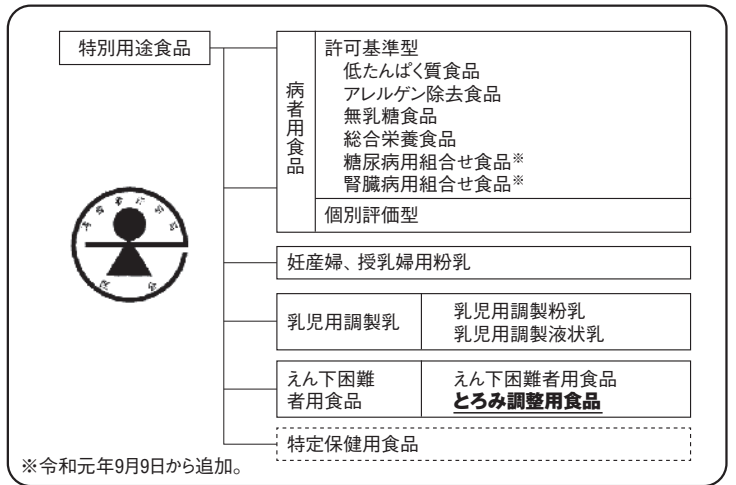 特別用途食品
病者用食品
許可基準型
低たんぱく質食品
アレルゲン除去食品
無乳糖食品
総合栄養食品
糖尿病用組合せ食品※
腎臓病用組合せ食品※
個別評価型
妊産婦、授乳婦用粉乳
乳児用調製乳
乳児用調製粉乳
乳児用調製液状乳
えん下困難
者用食品
えん下困難者用食品
とろみ調整用食品
特定保健用食品
※令和元年9月9日から追加。